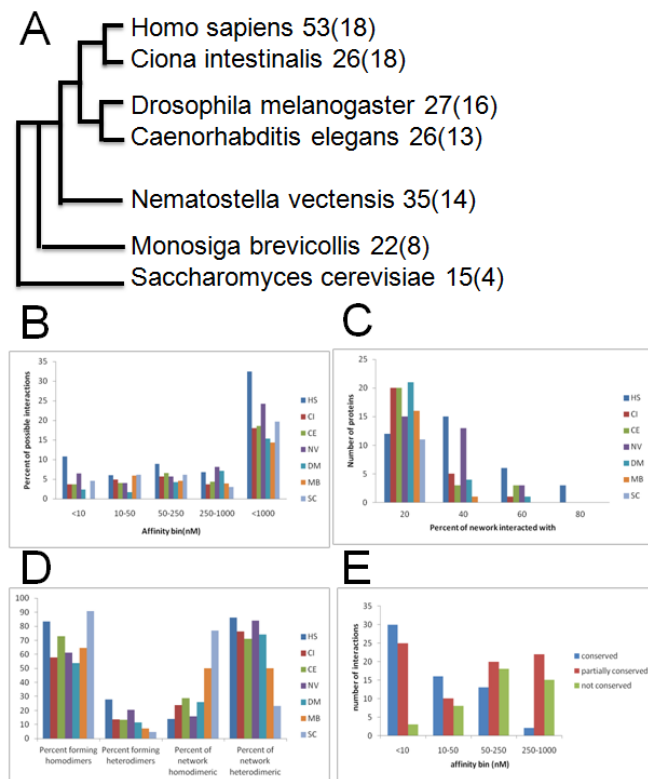 A
Homo sapiens 53(18)
Ciona intestinalis 26(18)
Drosophila melanogaster 27(16)
Caenorhabditis elegans 26(13)
Nematostella vectensis 35(14)
Monosiga brevicollis 22(8)
Saccharomyces cerevisiae 15(4)
B
Percent of possible interactions
35
30
25
20
15
10
5
0
<10
10-50
50-250
250-1000
<1000
Affinity bin(nM)
HS
CI
CE
NV
DM
MB
SC
C
Number of proteins
25
20
15
10
5
0
20
40
60
80
Percent of nework interacted with
HS
CI
CE
NV
DM
MB
SC
D
100
90
80
70
60
50
40
30
20
10
0
Percent forming
homodimers
Percent forming
heterodimers
Percent of
network
homodimeric
Percent of
network
heterodimeric
HS
CI
CE
NV
DM
MB
SC
E
number of interactions
35
30
25
20
15
10
5
0
<10
10-50
50-250
250-1000
affinity bin (nM)
conserved
partially conserved
not conserved